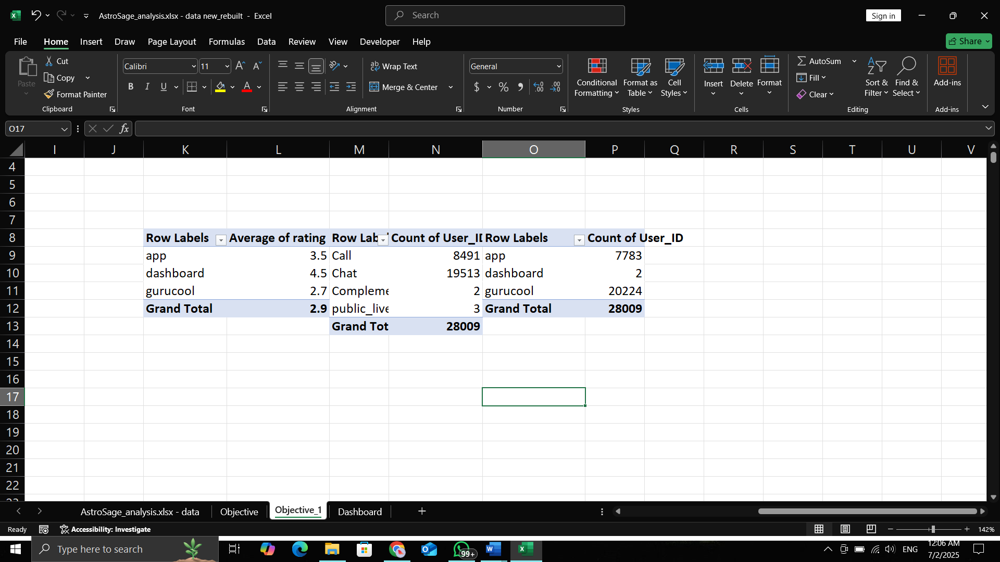 AstroSage_analysis.xlsx - data new_rebuilt - Excel
Search
Sign in
File Home Insert Draw Page Layout Formulas Data Review View Developer Help
Share
Paste
Cut
Copy
Format Painter
Clipboard
Calibri 11
B I U
Font
Wrap Text
Merge & Center
Alignment
General
$ % 9
Number
Conditional Formatting
Format as Table
Cell Styles
Styles
Insert Delete Format
Cells
AutoSum
Fill
Clear
Sort & Filter
Find & Select
Editing
Add-ins
Add-ins
O17
fx
I J K L M N O P Q R S T U V
4
5
6
7
8 Row Labels Average of rating Row Lab Count of User_I Row Labels Count of User_ID
9 app 3.5 Call 8491 app 7783
10 dashboard 4.5 Chat 19513 dashboard 2
11 gurucool 2.7 Compleme 2 gurucool 20224
12 Grand Total 2.9 public_live 3 Grand Total 28009
13 Grand Tot 28009
14
15
16
17
18
19
20
21
22
AstroSage_analysis.xlsx - data Objective Objective_1 Dashboard
Ready Accessibility: Investigate 142%
Type here to search
99+
ENG
12:06 AM
7/2/2025